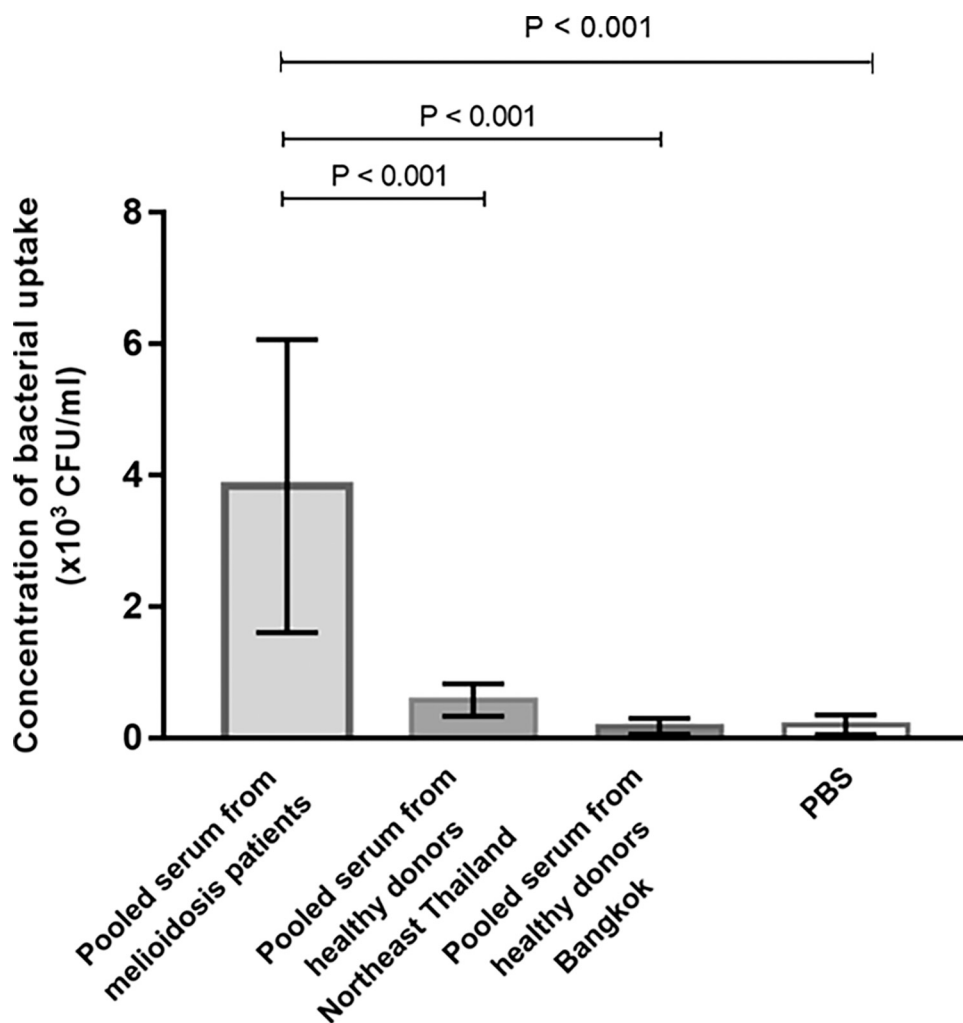 P < 0.001
P < 0.001
P < 0.001
Concentration of bacterial uptake
(x10³ CFU/ml)
8
6
4
2
0
Pooled serum from
melioidosis patients
Pooled serum from
healthy donors
Northeast Thailand
Pooled serum from
healthy donors
Bangkok
PBS